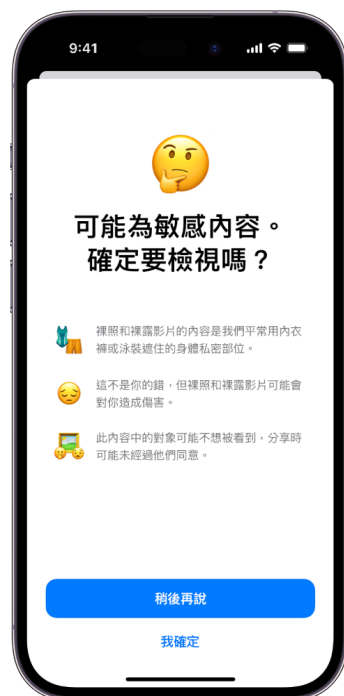 9:41
可能為敏感內容。
確定要檢視嗎？
裸照和裸露影片的內容是我們平常用內衣
褲或泳裝遮住的身體私密部位。
這不是你的錯，但裸照和裸露影片可能會
對你造成傷害。
此內容中的對象可能不想被看到，分享時
可能未經過他們同意。
稍後再說
我確定